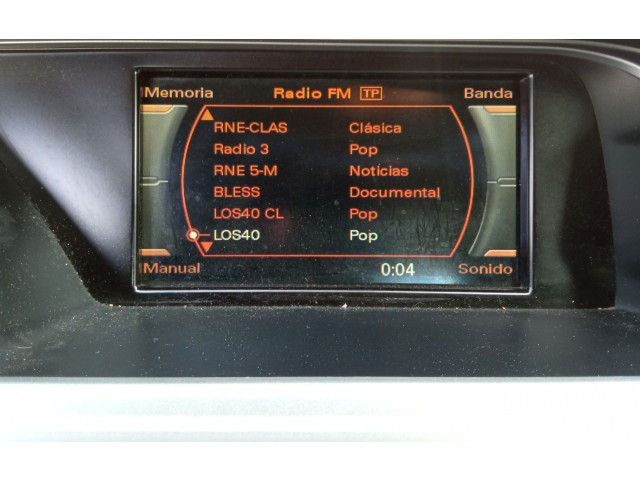 Memoria Radio FM TP Banda
RNE-CLAS Clásica
Radio 3 Pop
RNE 5-M Notícias
BLESS Documental
LOS40 CL Pop
LOS40 Pop
Manual 0:04 Sonido